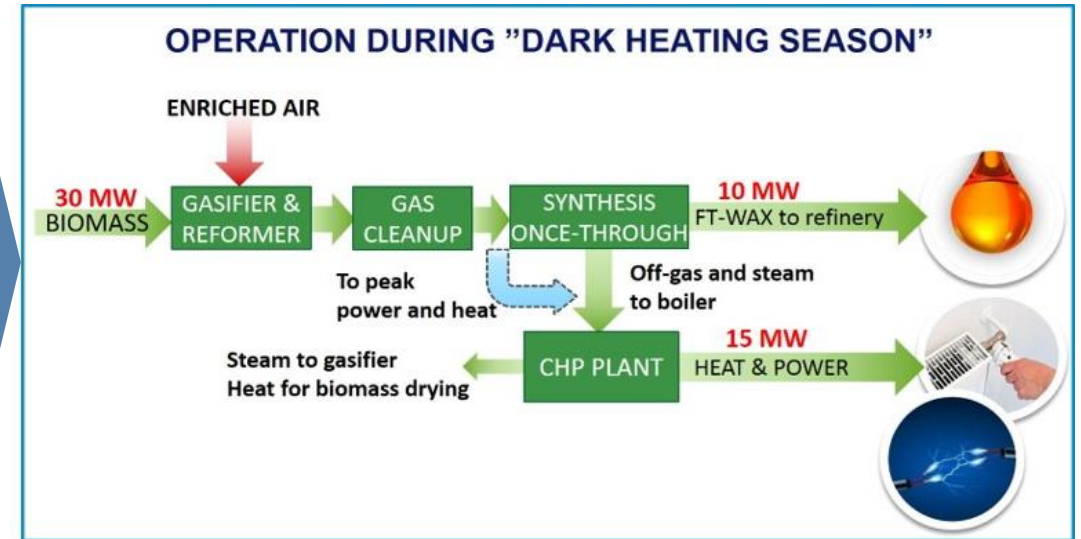 OPERATION DURING ”DARK HEATING SEASON”
ENRICHED AIR
30 MW
BIOMASS
GASIFIER &
REFORMER
GAS
CLEANUP
SYNTHESIS
ONCE-THROUGH
10 MW
FT-WAX to refinery
To peak
power and heat
Off-gas and steam
to boiler
Steam to gasifier
Heat for biomass drying
CHP PLANT
15 MW
HEAT & POWER